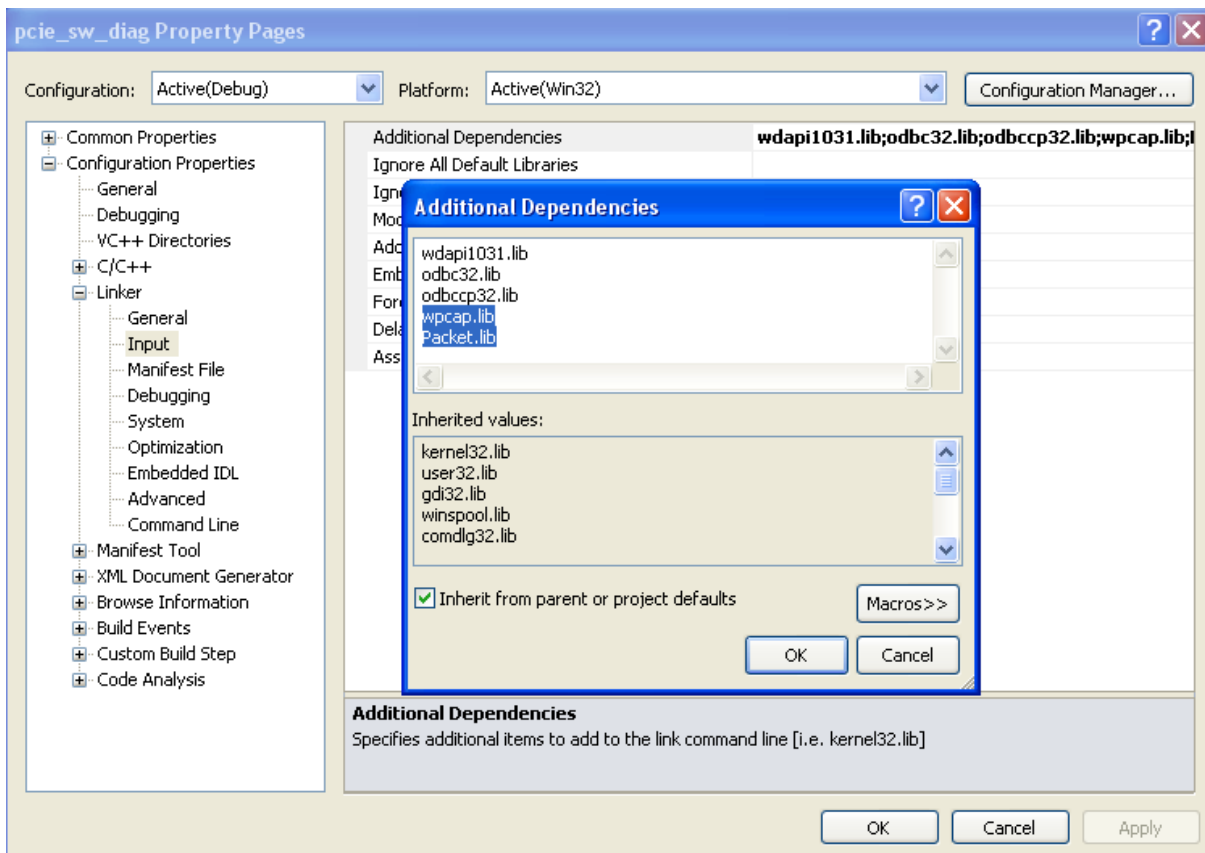 pcie_sw_diag Property Pages
Configuration: Active(Debug) Platform: Active(Win32) Configuration Manager...
Common Properties
Configuration Properties
General
Debugging
VC++ Directories
C/C++
Linker
General
Input
Manifest File
Debugging
System
Optimization
Embedded IDL
Advanced
Command Line
Manifest Tool
XML Document Generator
Browse Information
Build Events
Custom Build Step
Code Analysis
Additional Dependencies wdapi1031.lib;odbc32.lib;odbccp32.lib;wpcap.lib;
Ignore All Default Libraries
Additional Dependencies
wdapi1031.lib
odbc32.lib
odbccp32.lib
wpcap.lib
Packet.lib
Inherited values:
kernel32.lib
user32.lib
gdi32.lib
winspool.lib
comdlg32.lib
Inherit from parent or project defaults
Macros>>
OK Cancel
Additional Dependencies
Specifies additional items to add to the link command line [i.e. kernel32.lib]
OK Cancel Apply